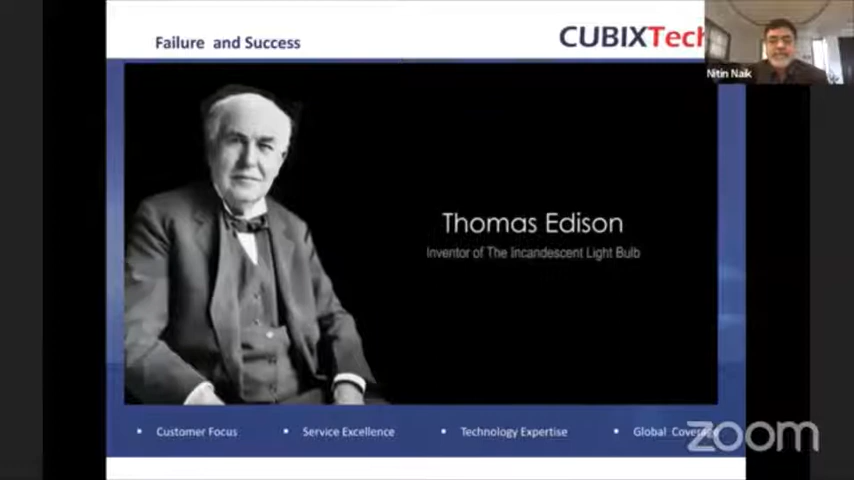 Failure and Success
CUBIXTech
Nitin Naik
Thomas Edison
Inventor of The Incandescent Light Bulb
Customer Focus
Service Excellence
Technology Expertise
Global Coverage
zoom